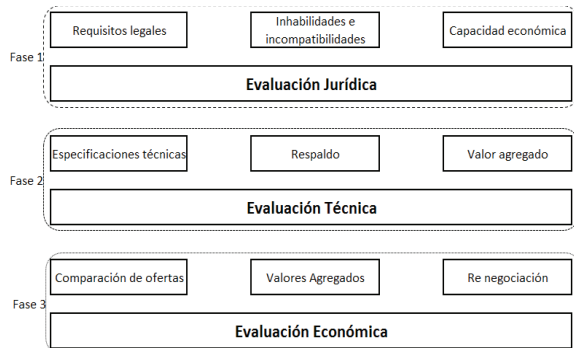 Requisitos legales
Inhabilidades e
incompatibilidades
Capacidad económica
Fase 1
Evaluación Jurídica
Especificaciones técnicas
Respaldo
Valor agregado
Fase 2
Evaluación Técnica
Comparación de ofertas
Valores Agregados
Re negociación
Fase 3
Evaluación Económica